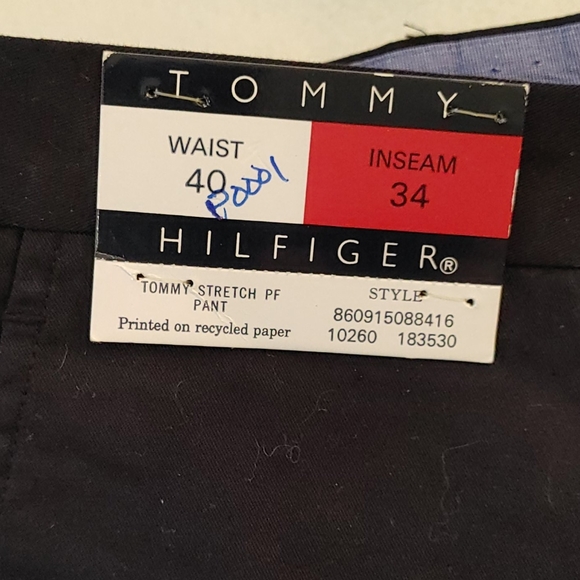 TOMMY
WAIST
40
P0001
INSEAM
34
HILFIGER®
TOMMY STRETCH PF
PANT
Printed on recycled paper
STYLE
860915088416
10260 183530